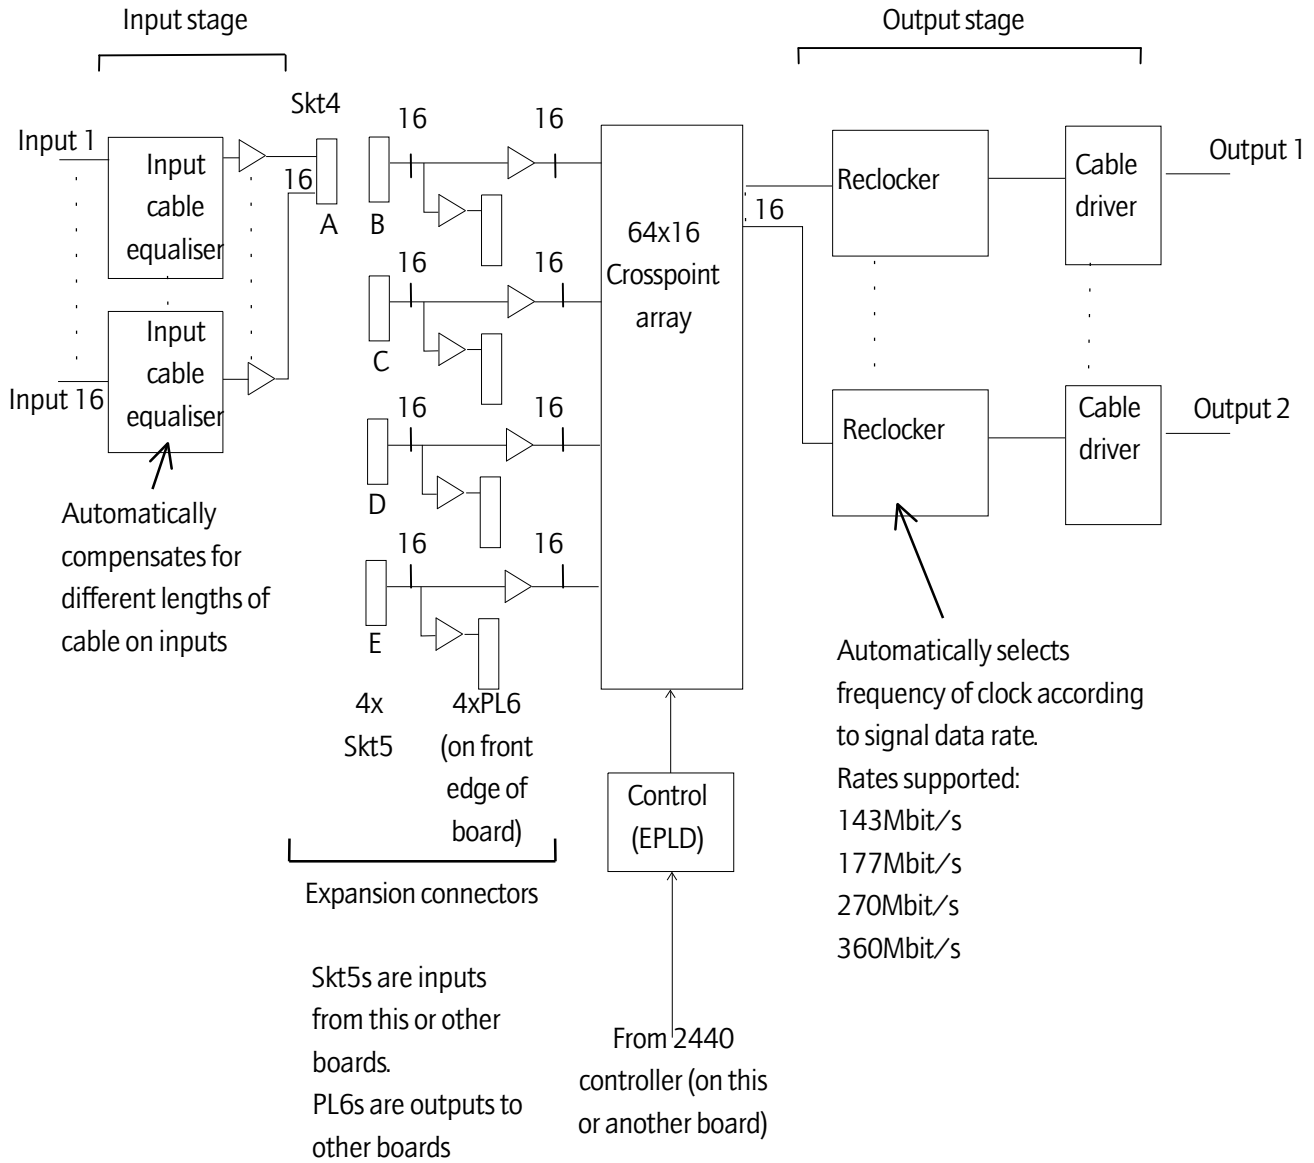 Input stage
Output stage
Skt4
16
16
Input 1
Input
cable
equaliser
16
A
B
Reclocker
Cable
driver
Output 1
16
64x16
Crosspoint
array
16
16
C
Input
cable
equaliser
Input 16
16
16
D
Reclocker
Cable
driver
Output 2
16
16
E
Automatically
compensates for
different lengths of
cable on inputs
4x
Skt5
4xPL6
(on front
edge of
board)
Control
(EPLD)
Automatically selects
frequency of clock according
to signal data rate.
Rates supported:
143Mbit/s
177Mbit/s
270Mbit/s
360Mbit/s
Expansion connectors
Skt5s are inputs
from this or other
boards.
PL6s are outputs to
other boards
From 2440
controller (on this
or another board)